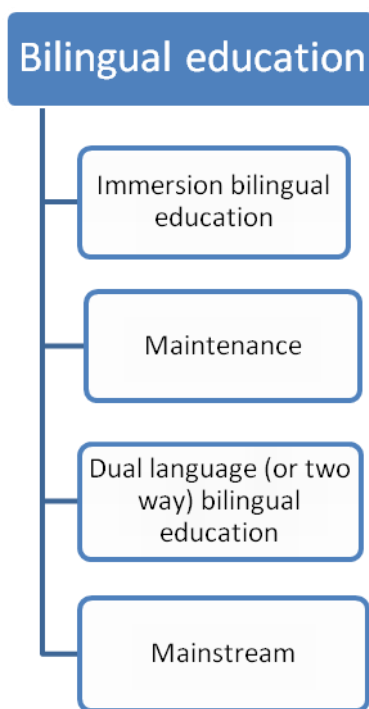 Bilingual education
Immersion bilingual
education
Maintenance
Dual language (or two
way) bilingual
education
Mainstream